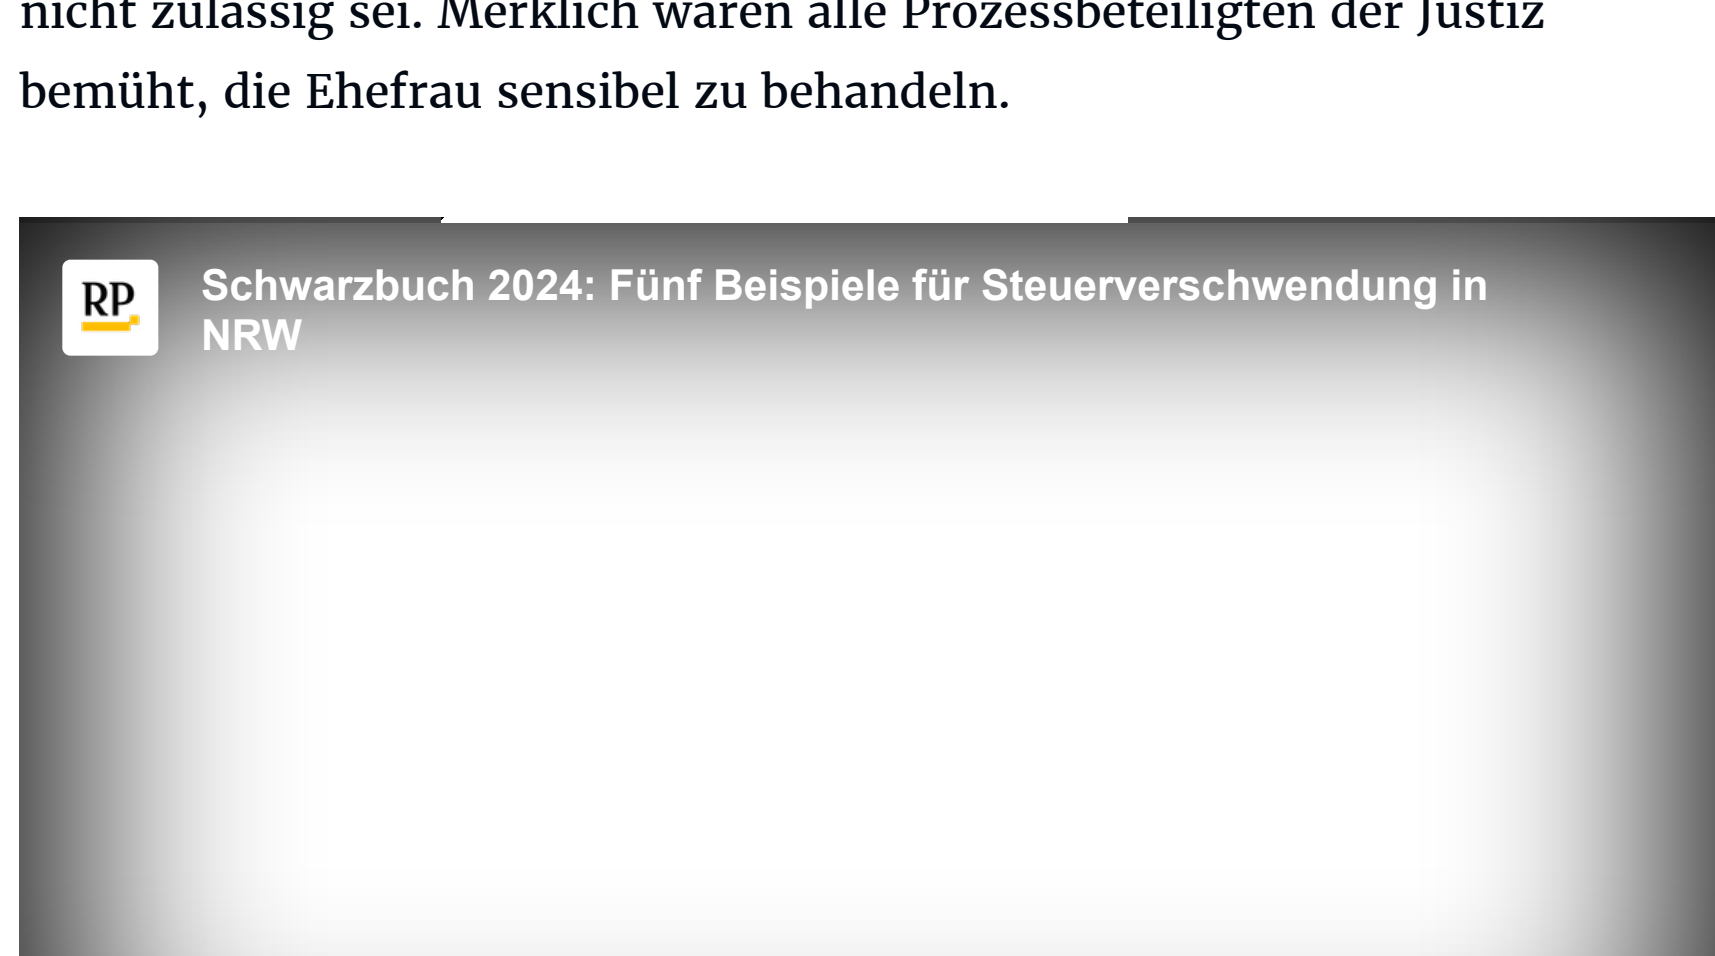 nicht zulässig sei. Merklich waren alle Prozessbeteiligten der Justiz
bemüht, die Ehefrau sensibel zu behandeln.
RP
Schwarzbuch 2024: Fünf Beispiele für Steuerverschwendung in
NRW